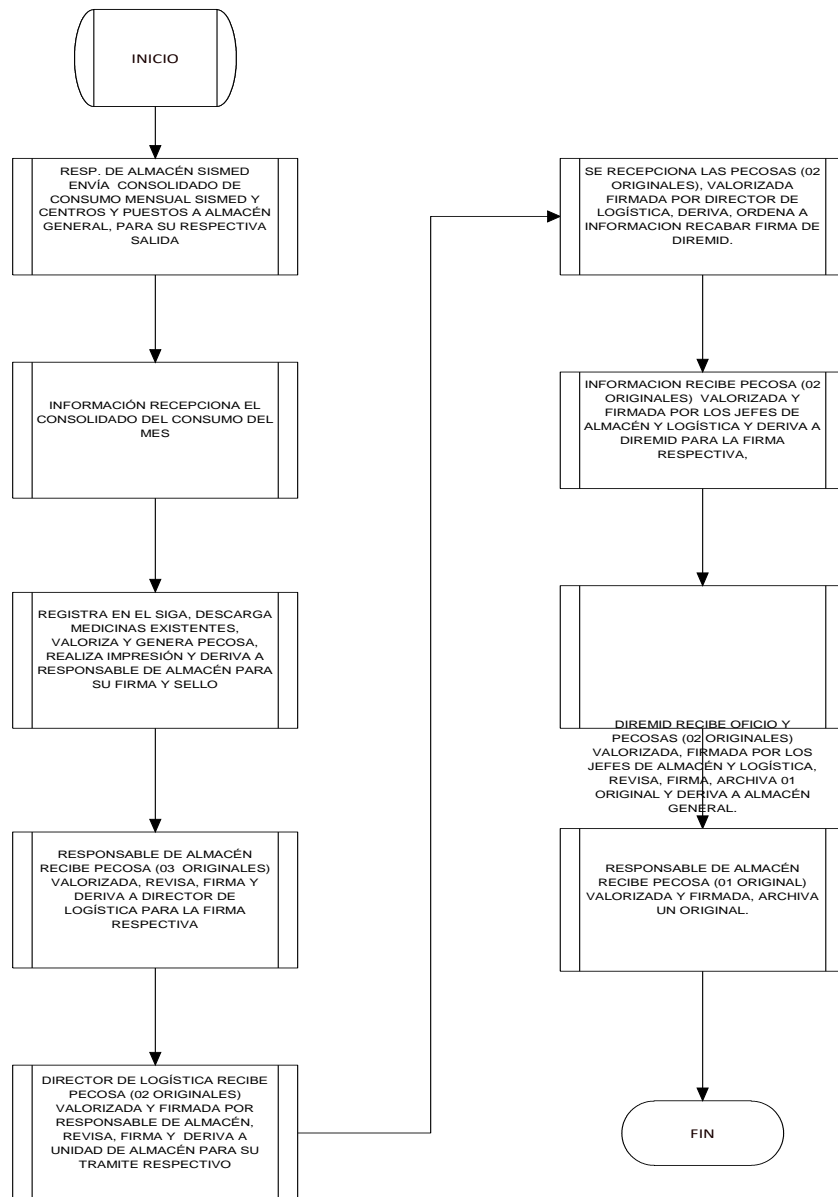 INICIO
RESP. DE ALMACÉN SISMED
ENVÍA CONSOLIDADO DE
CONSUMO MENSUAL SISMED Y
CENTROS Y PUESTOS A ALMACÉN
GENERAL, PARA SU RESPECTIVA
SALIDA
INFORMACIÓN RECEPCIONA EL
CONSOLIDADO DEL CONSUMO DEL
MES
REGISTRA EN EL SIGA, DESCARGA
MEDICINAS EXISTENTES,
VALORIZA Y GENERA PECOSA,
REALIZA IMPRESIÓN Y DERIVA A
RESPONSABLE DE ALMACÉN PARA
SU FIRMA Y SELLO
RESPONSABLE DE ALMACÉN
RECIBE PECOSA (03 ORIGINALES)
VALORIZADA, REVISA, FIRMA Y
DERIVA A DIRECTOR DE
LOGÍSTICA PARA LA FIRMA
RESPECTIVA
DIRECTOR DE LOGÍSTICA RECIBE
PECOSA (02 ORIGINALES)
VALORIZADA Y FIRMADA POR
RESPONSABLE DE ALMACÉN,
REVISA, FIRMA Y DERIVA A
UNIDAD DE ALMACÉN PARA SU
TRAMITE RESPECTIVO
SE RECEPCIONA LAS PECOSAS (02
ORIGINALES), VALORIZADA
FIRMADA POR DIRECTOR DE
LOGÍSTICA, DERIVA, ORDENA A
INFORMACION RECABAR FIRMA DE
DIREMID.
INFORMACION RECIBE PECOSA (02
ORIGINALES) VALORIZADA Y
FIRMADA POR LOS JEFES DE
ALMACÉN Y LOGÍSTICA Y DERIVA A
DIREMID PARA LA FIRMA
RESPECTIVA,
DIREMID RECIBE OFICIO Y
PECOSAS (02 ORIGINALES)
VALORIZADA, FIRMADA POR LOS
JEFES DE ALMACÉN Y LOGÍSTICA,
REVISA, FIRMA, ARCHIVA 01
ORIGINAL Y DERIVA A ALMACÉN
GENERAL.
RESPONSABLE DE ALMACÉN
RECIBE PECOSA (01 ORIGINAL)
VALORIZADA Y FIRMADA, ARCHIVA
UN ORIGINAL.
FIN